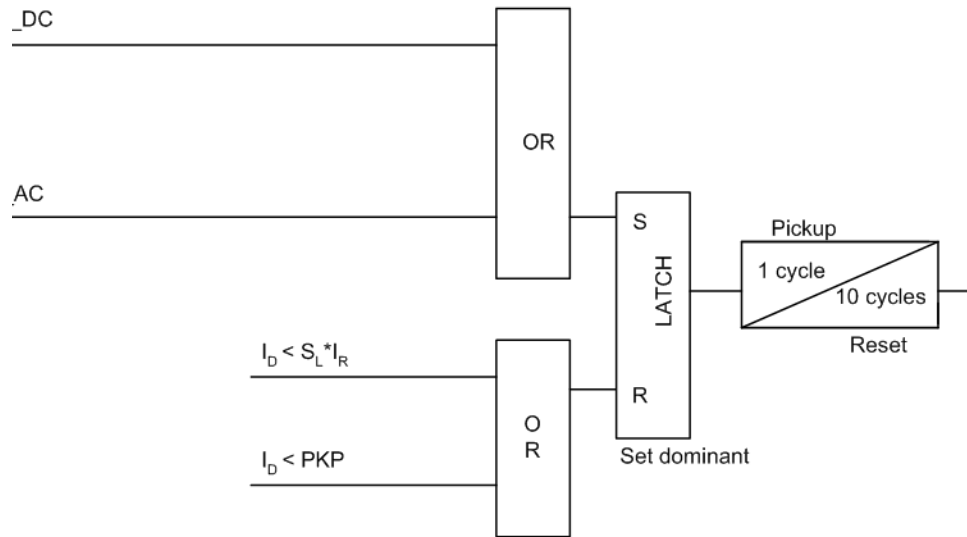 _DC
OR
_AC
S
LATCH
Pickup
1 cycle
10 cycles
Reset
I_D < S_L*I_R
R
O
R
I_D < PKP
Set dominant